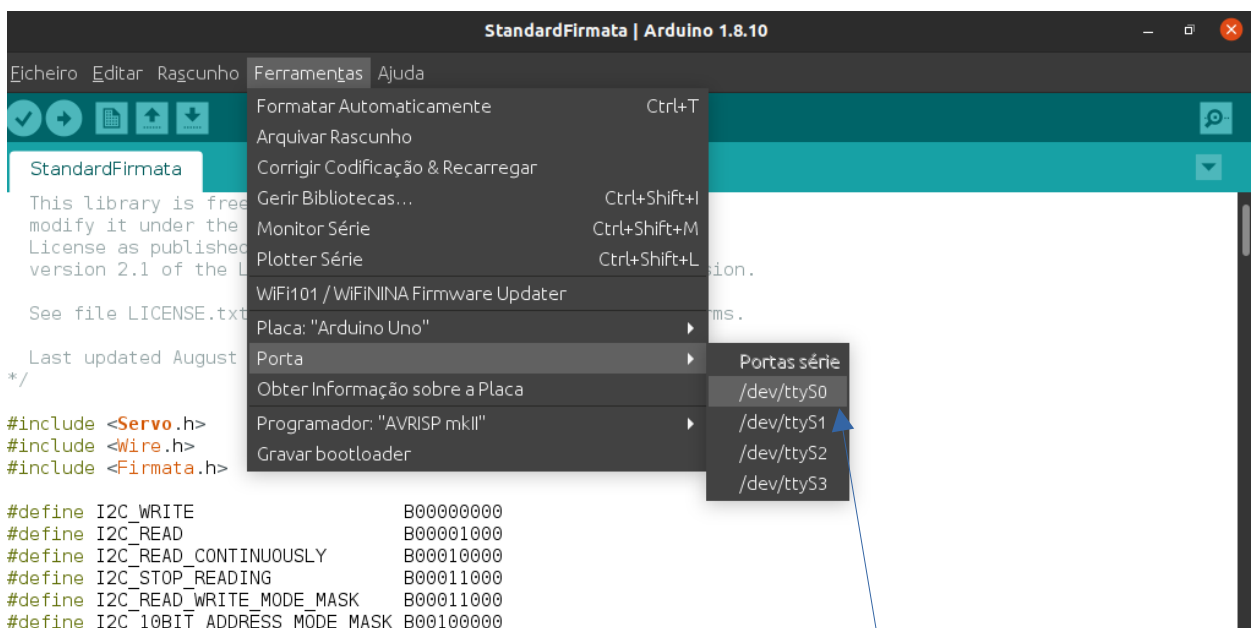 StandardFirmata | Arduino 1.8.10
Ficheiro Editar Rascunho Ferramentas Ajuda
StandardFirmata
Formatar Automaticamente Ctrl+T
Arquivar Rascunho
Corrigir Codificação & Recarregar
Gerir Bibliotecas... Ctrl+Shift+I
Monitor Série Ctrl+Shift+M
Plotter Série Ctrl+Shift+L
WiFi101 / WiFiNINA Firmware Updater
Placa: "Arduino Uno"
Porta
Obter Informação sobre a Placa
Programador: "AVRISP mkII"
Gravar bootloader
Portas série
/dev/ttyS0
/dev/ttyS1
/dev/ttyS2
/dev/ttyS3
This library is free
modify it under the
License as published
version 2.1 of the L
See file LICENSE.txt
Last updated August
*/
#include <Servo.h>
#include <Wire.h>
#include <Firmata.h>
#define I2C_WRITE B00000000
#define I2C_READ B00001000
#define I2C_READ_CONTINUOUSLY B00010000
#define I2C_STOP_READING B00011000
#define I2C_READ_WRITE_MODE_MASK B00011000
#define I2C_10BIT_ADDRESS_MODE_MASK B00100000